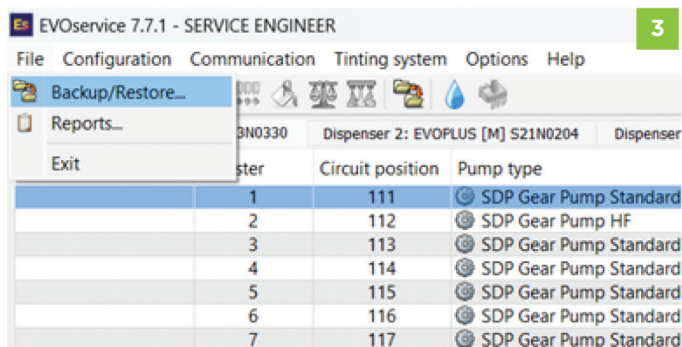 Es EVOservice 7.7.1 - SERVICE ENGINEER
3
File Configuration Communication Tinting system Options Help
Backup/Restore...
Reports...
Exit
3N0330 Dispenser 2: EVOPLUS [M] S21N0204 Dispenser
ster Circuit position Pump type
1 111 SDP Gear Pump Standard
2 112 SDP Gear Pump HF
3 113 SDP Gear Pump Standard
4 114 SDP Gear Pump Standard
5 115 SDP Gear Pump Standard
6 116 SDP Gear Pump Standard
7 117 SDP Gear Pump Standard